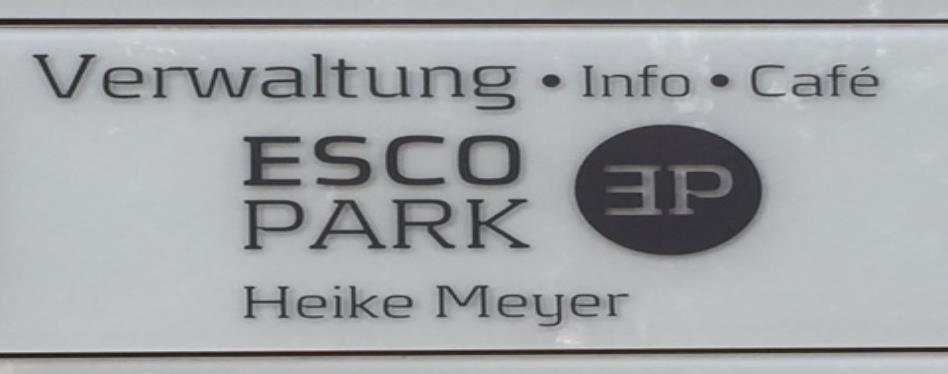 Verwaltung • Info • Café
ESCO
PARK
EP
Heike Meyer